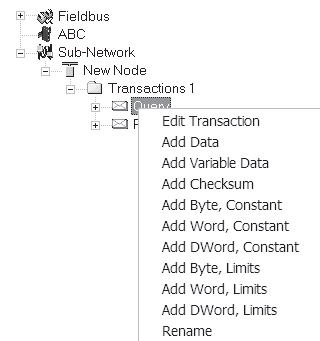 Fieldbus
ABC
Sub-Network
New Node
Transactions 1
Query
Edit Transaction
Add Data
Add Variable Data
Add Checksum
Add Byte, Constant
Add Word, Constant
Add DWord, Constant
Add Byte, Limits
Add Word, Limits
Add DWord, Limits
Rename